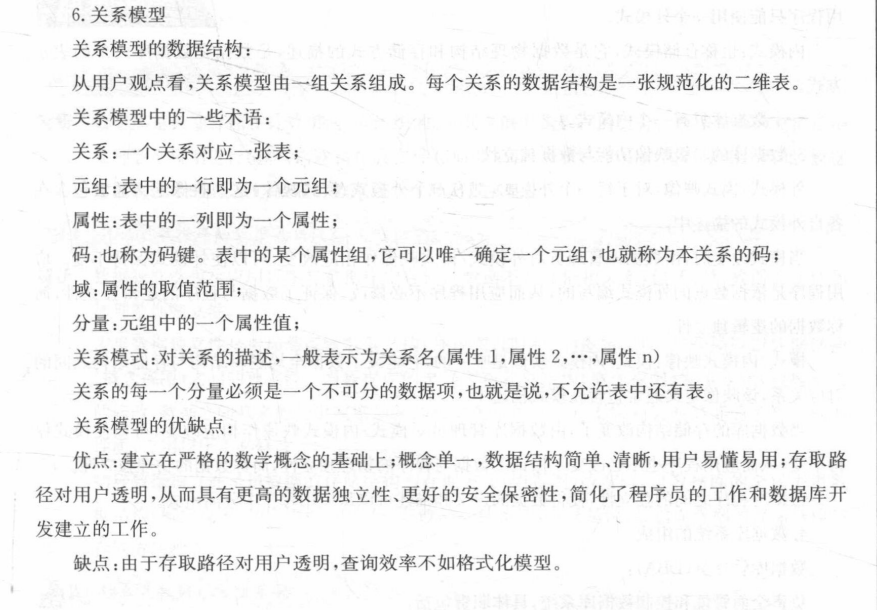 6. 关系模型
关系模型的数据结构:
从用户观点看,关系模型由一组关系组成。每个关系的数据结构是一张规范化的二维表。
关系模型中的一些术语:
关系:一个关系对应一张表;
元组:表中的一行即为一个元组;
属性:表中的一列即为一个属性;
码:也称为码键。表中的某个属性组,它可以唯一确定一个元组,也就称为本关系的码;
域:属性的取值范围;
分量:元组中的一个属性值;
关系模式:对关系的描述,一般表示为关系名(属性 1,属性 2,…,属性 n)
关系的每一个分量必须是一个不可分的数据项,也就是说,不允许表中还有表。
关系模型的优缺点:
优点:建立在严格的数学概念的基础上;概念单一,数据结构简单、清晰,用户易懂易用;存取路
径对用户透明,从而具有更高的数据独立性、更好的安全保密性,简化了程序员的工作和数据库开
发建立的工作。
缺点:由于存取路径对用户透明,查询效率不如格式化模型。